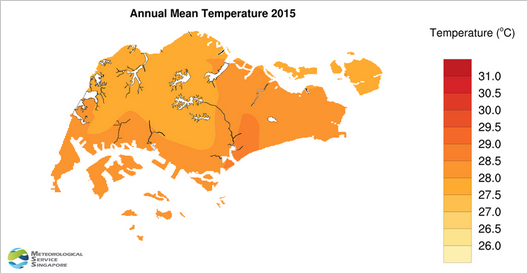 Annual Mean Temperature 2015
Temperature (°C)
31.0
30.5
30.0
29.5
29.0
28.5
28.0
27.5
27.0
26.5
26.0
METEOROLOGICAL
SERVICE
SINGAPORE